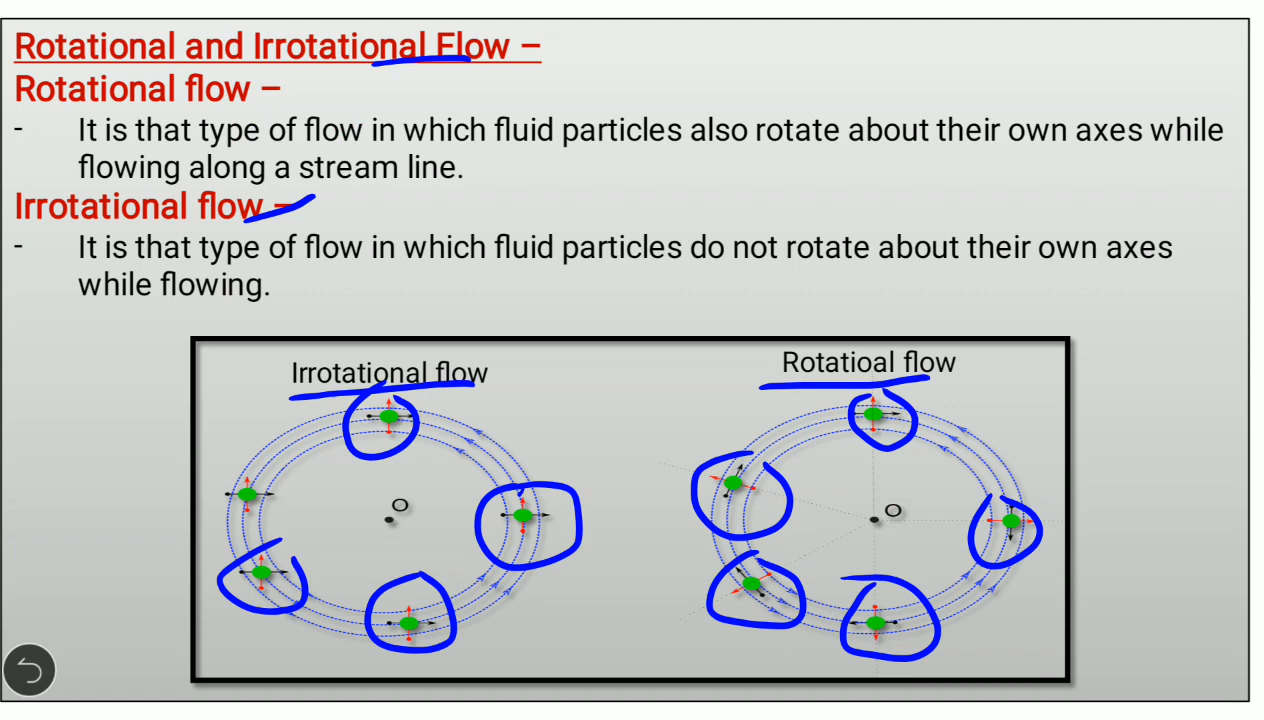 Rotational and Irrotational Flow –
Rotational flow –
- It is that type of flow in which fluid particles also rotate about their own axes while
flowing along a stream line.
Irrotational flow –
- It is that type of flow in which fluid particles do not rotate about their own axes
while flowing.
Irrotational flow
Rotatioal flow
O
O